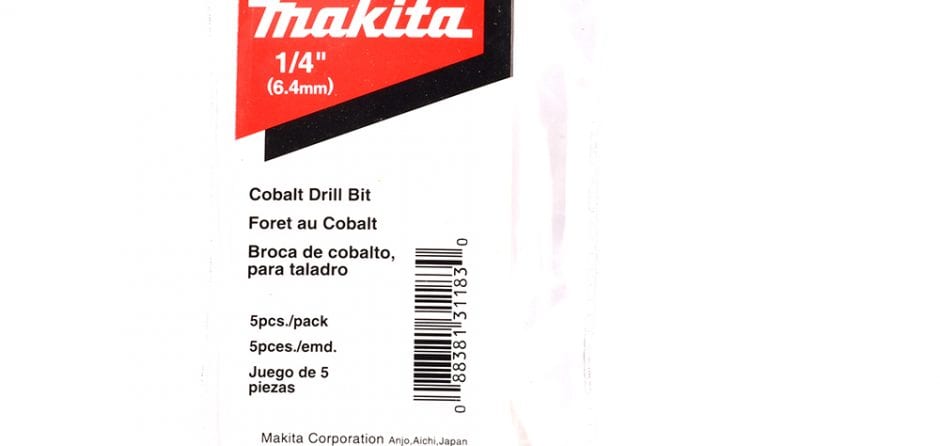 makita
1/4"
(6.4mm)
Cobalt Drill Bit
Foret au Cobalt
Broca de cobalto,
para taladro
5pcs./pack
5pces./emd.
Juego de 5
piezas
0 88381 31183 0
Makita Corporation Anjo,Aichi,Japan